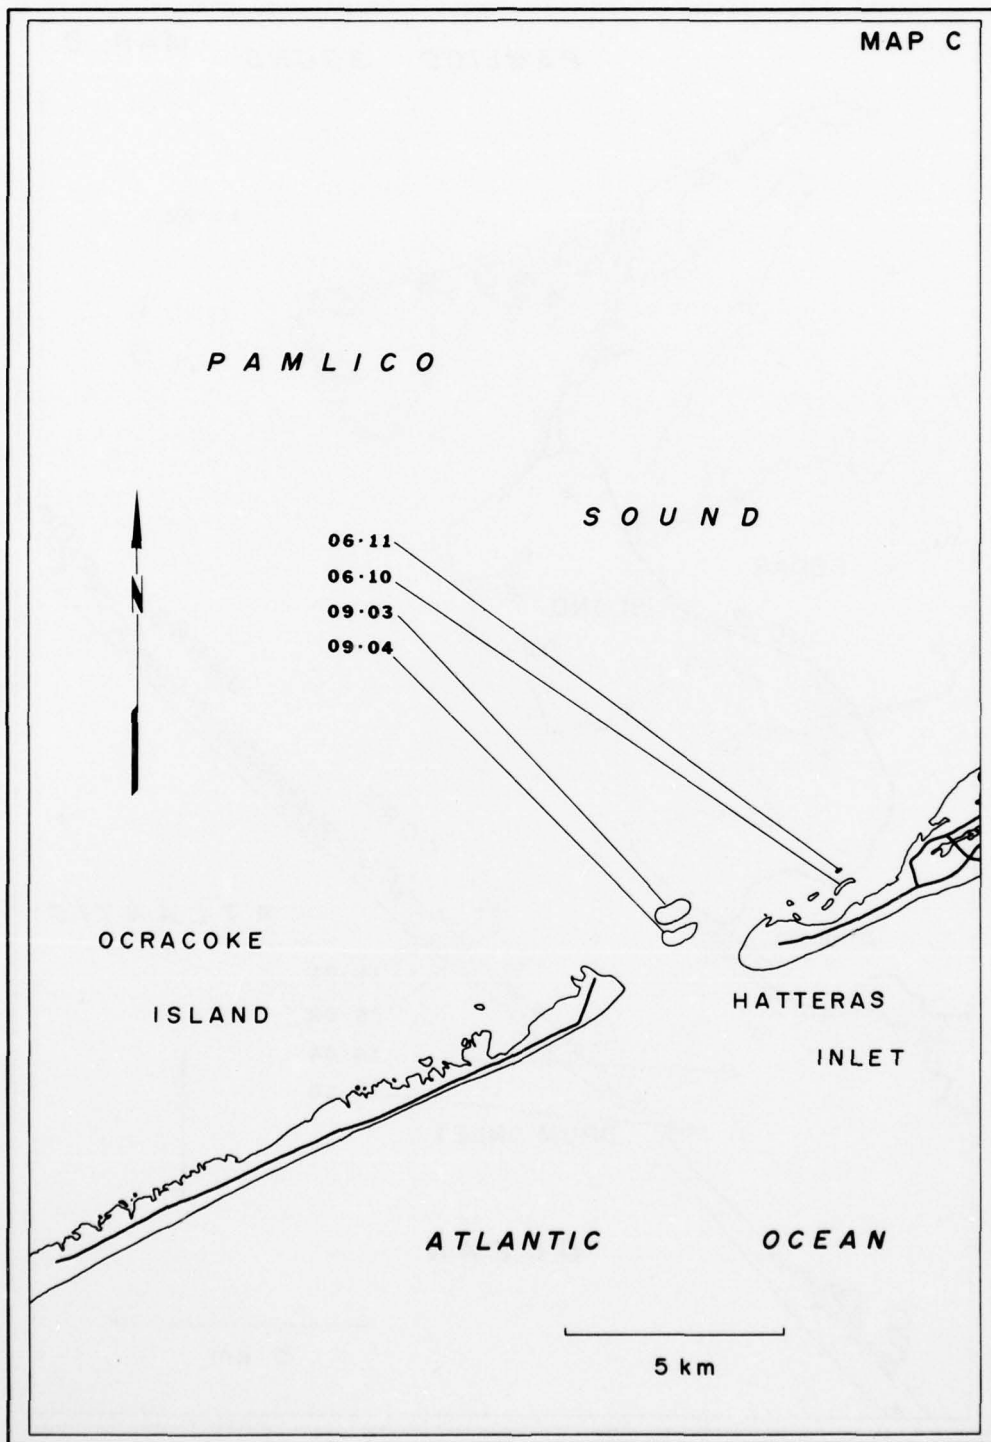 MAP C
PAMLICO
SOUND
06·11
06·10
09·03
09·04
N
OCRACOKE
ISLAND
HATTERAS
INLET
ATLANTIC OCEAN
5 km